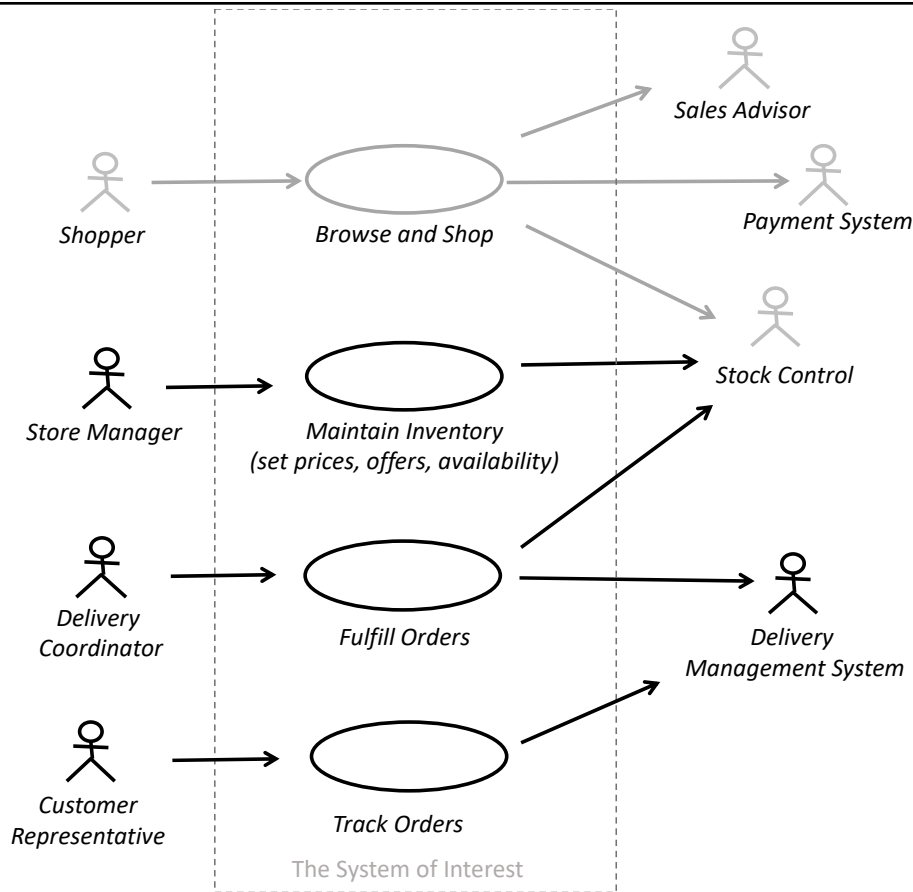 Sales Advisor
Shopper
Browse and Shop
Payment System
Stock Control
Store Manager
Maintain Inventory
(set prices, offers, availability)
Delivery
Coordinator
Fulfill Orders
Delivery
Management System
Customer
Representative
Track Orders
The System of Interest